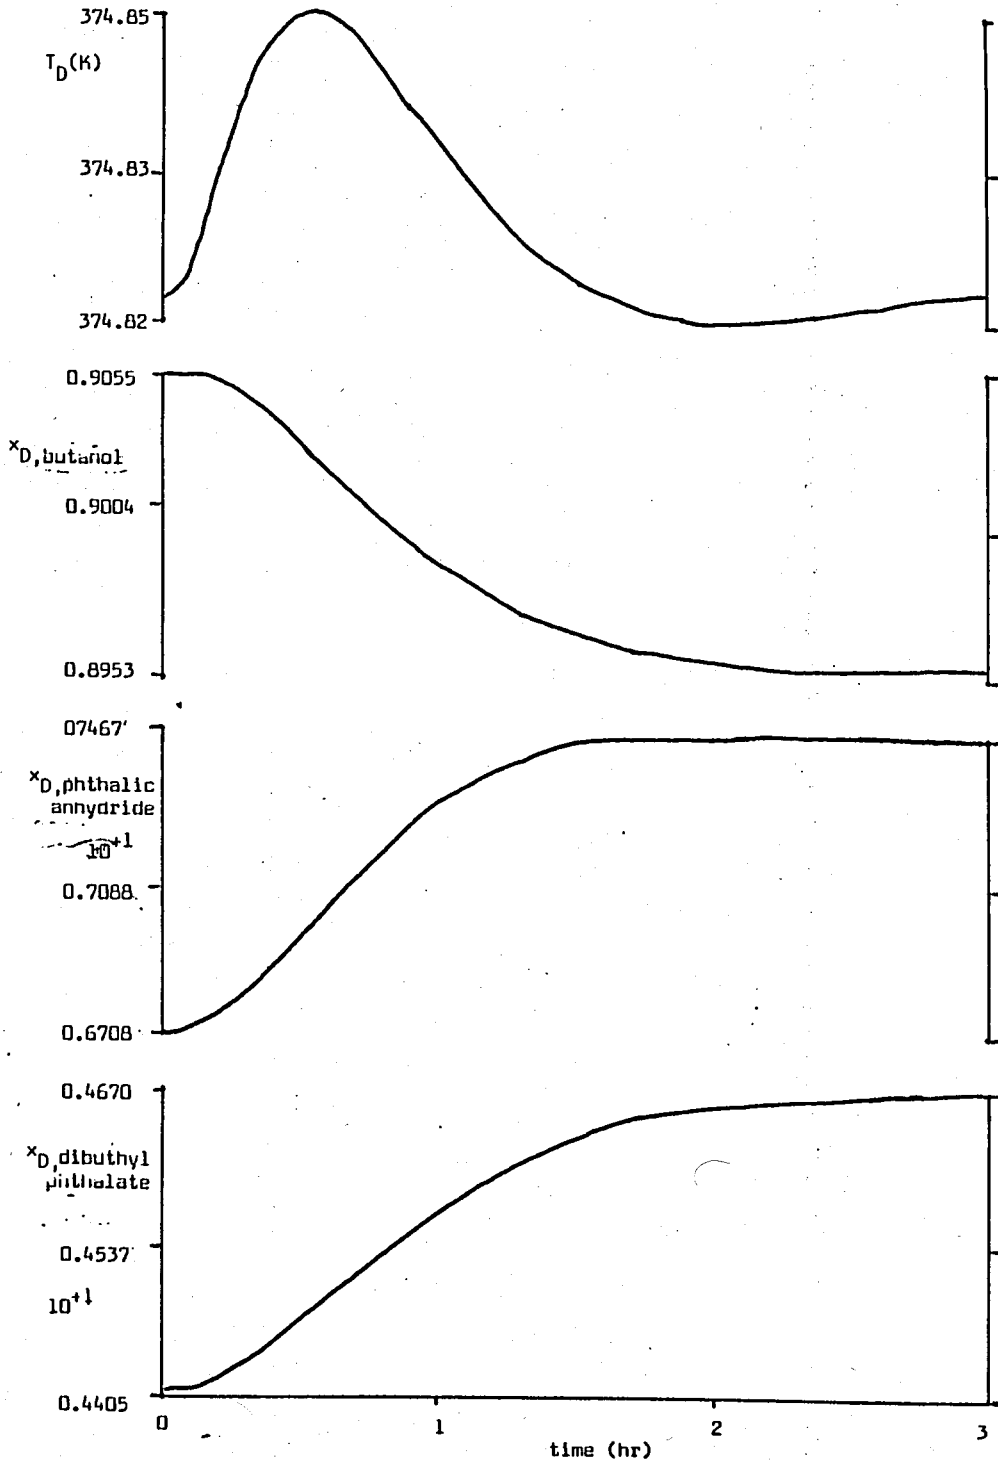 374.85
T_D(K)
374.83
374.82
0.9055
x_D,butanol
0.9004
0.8953
07467
x_D,phthalic
anhydride
10^+1
0.7088
0.6708
0.4670
x_D,dibuthyl
phthalate
0.4537
10^+1
0.4405
0 1 2 3
time (hr)